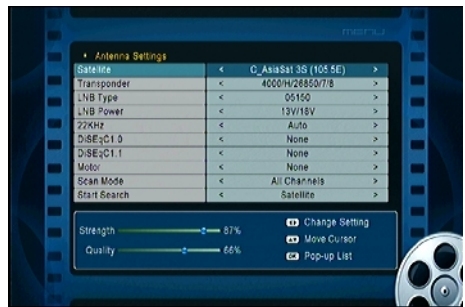 menu
Antenna Settings
Satellite < C_AsiaSat 3S (105.5E) >
Transponder < 4000/H/26850/7/8 >
LNB Type < 05150 >
LNB Power < 13V/18V >
22KHz < Auto >
DiSEqC1.0 < None >
DiSEqC1.1 < None >
Motor < None >
Scan Mode < All Channels >
Start Search < Satellite >
Strength 87% Change Setting
Move Cursor
Quality 66%
OK Pop-up List